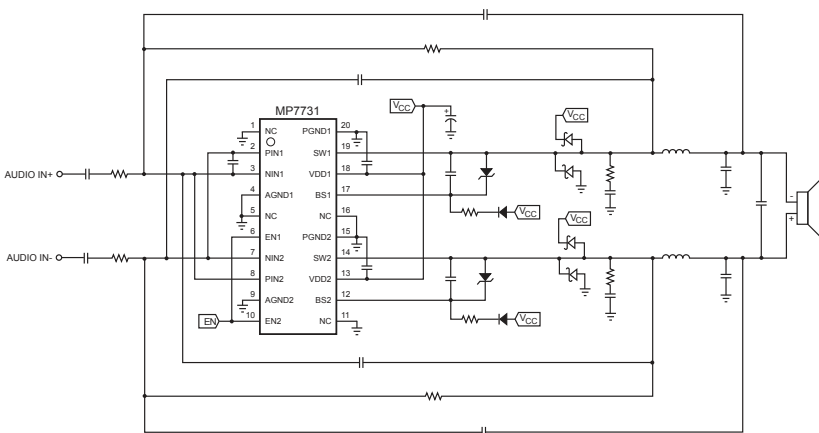 MP7731
VCC
+
VCC
1
NC
PGND1
20
2
PIN1
SW1
19
AUDIO IN+
3
NIN1
VDD1
18
4
AGND1
BS1
17
5
NC
NC
16
VCC
6
EN1
PGND2
15
VCC
-
+
AUDIO IN-
7
NIN2
SW2
14
8
PIN2
VDD2
13
9
AGND2
BS2
12
EN
10
EN2
NC
11
VCC